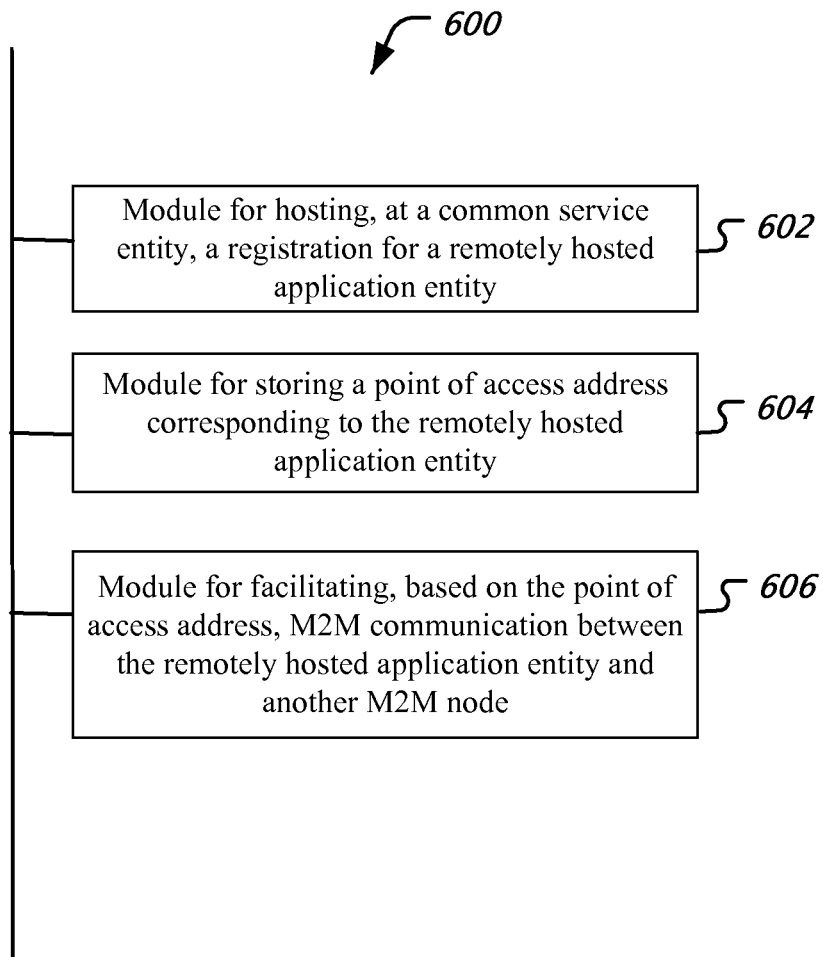 600
Module for hosting, at a common service
entity, a registration for a remotely hosted
application entity
602
Module for storing a point of access address
corresponding to the remotely hosted
application entity
604
Module for facilitating, based on the point of
access address, M2M communication between
the remotely hosted application entity and
another M2M node
606